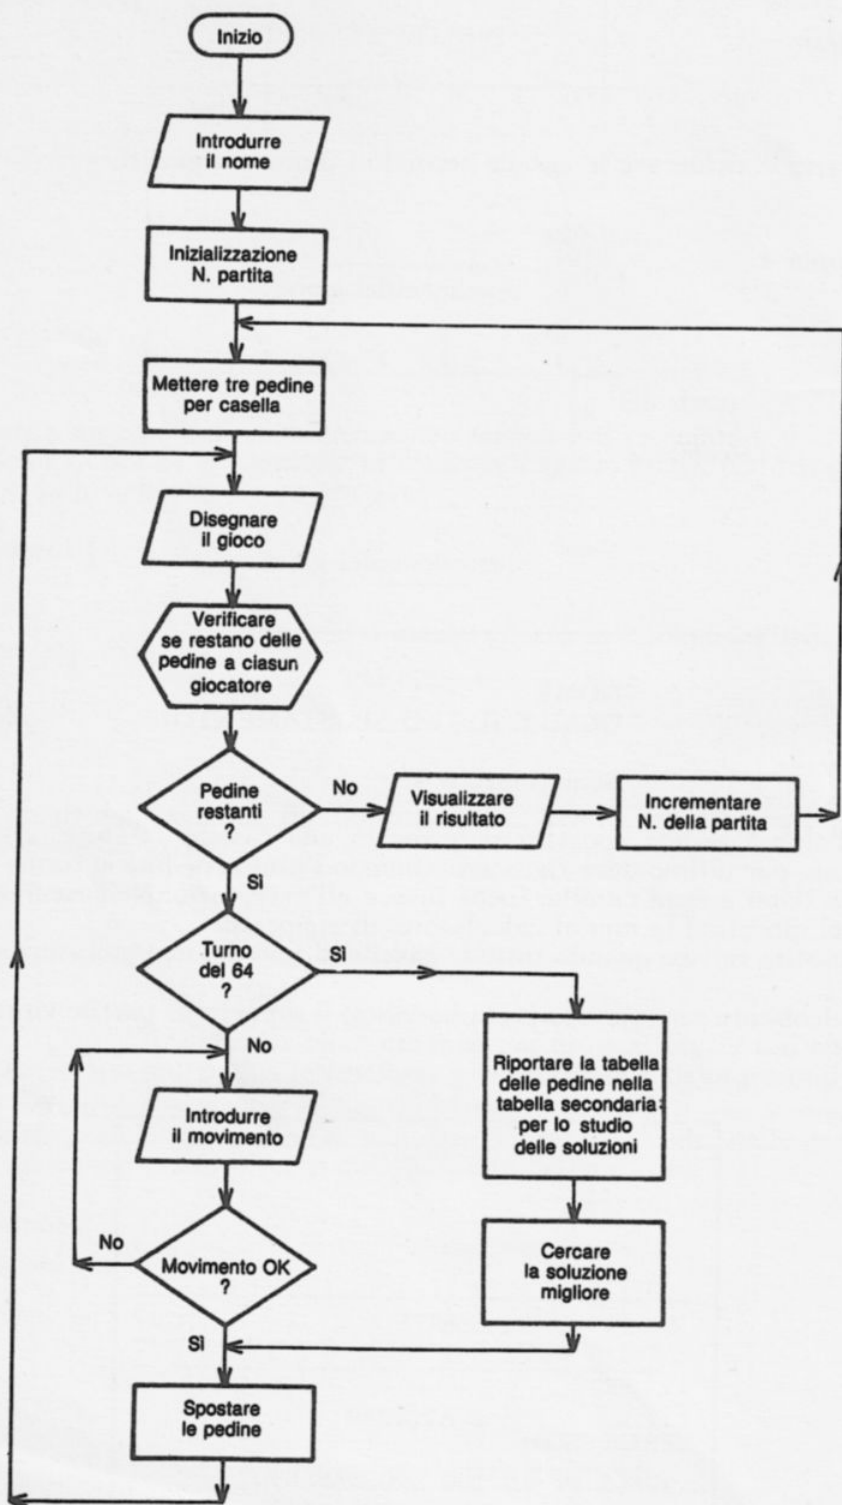 Inizio
Introdurre
il nome
Inizializzazione
N. partita
Mettere tre pedine
per casella
Disegnare
il gioco
Verificare
se restano delle
pedine a ciasun
giocatore
Pedine
restanti
?
No
Visualizzare
il risultato
Incrementare
N. della partita
Sì
Turno
del 64
?
Sì
No
Riportare la tabella
delle pedine nella
tabella secondaria
per lo studio
delle soluzioni
Introdurre
il movimento
Movimento OK
?
No
Cercare
la soluzione
migliore
Sì
Spostare
le pedine